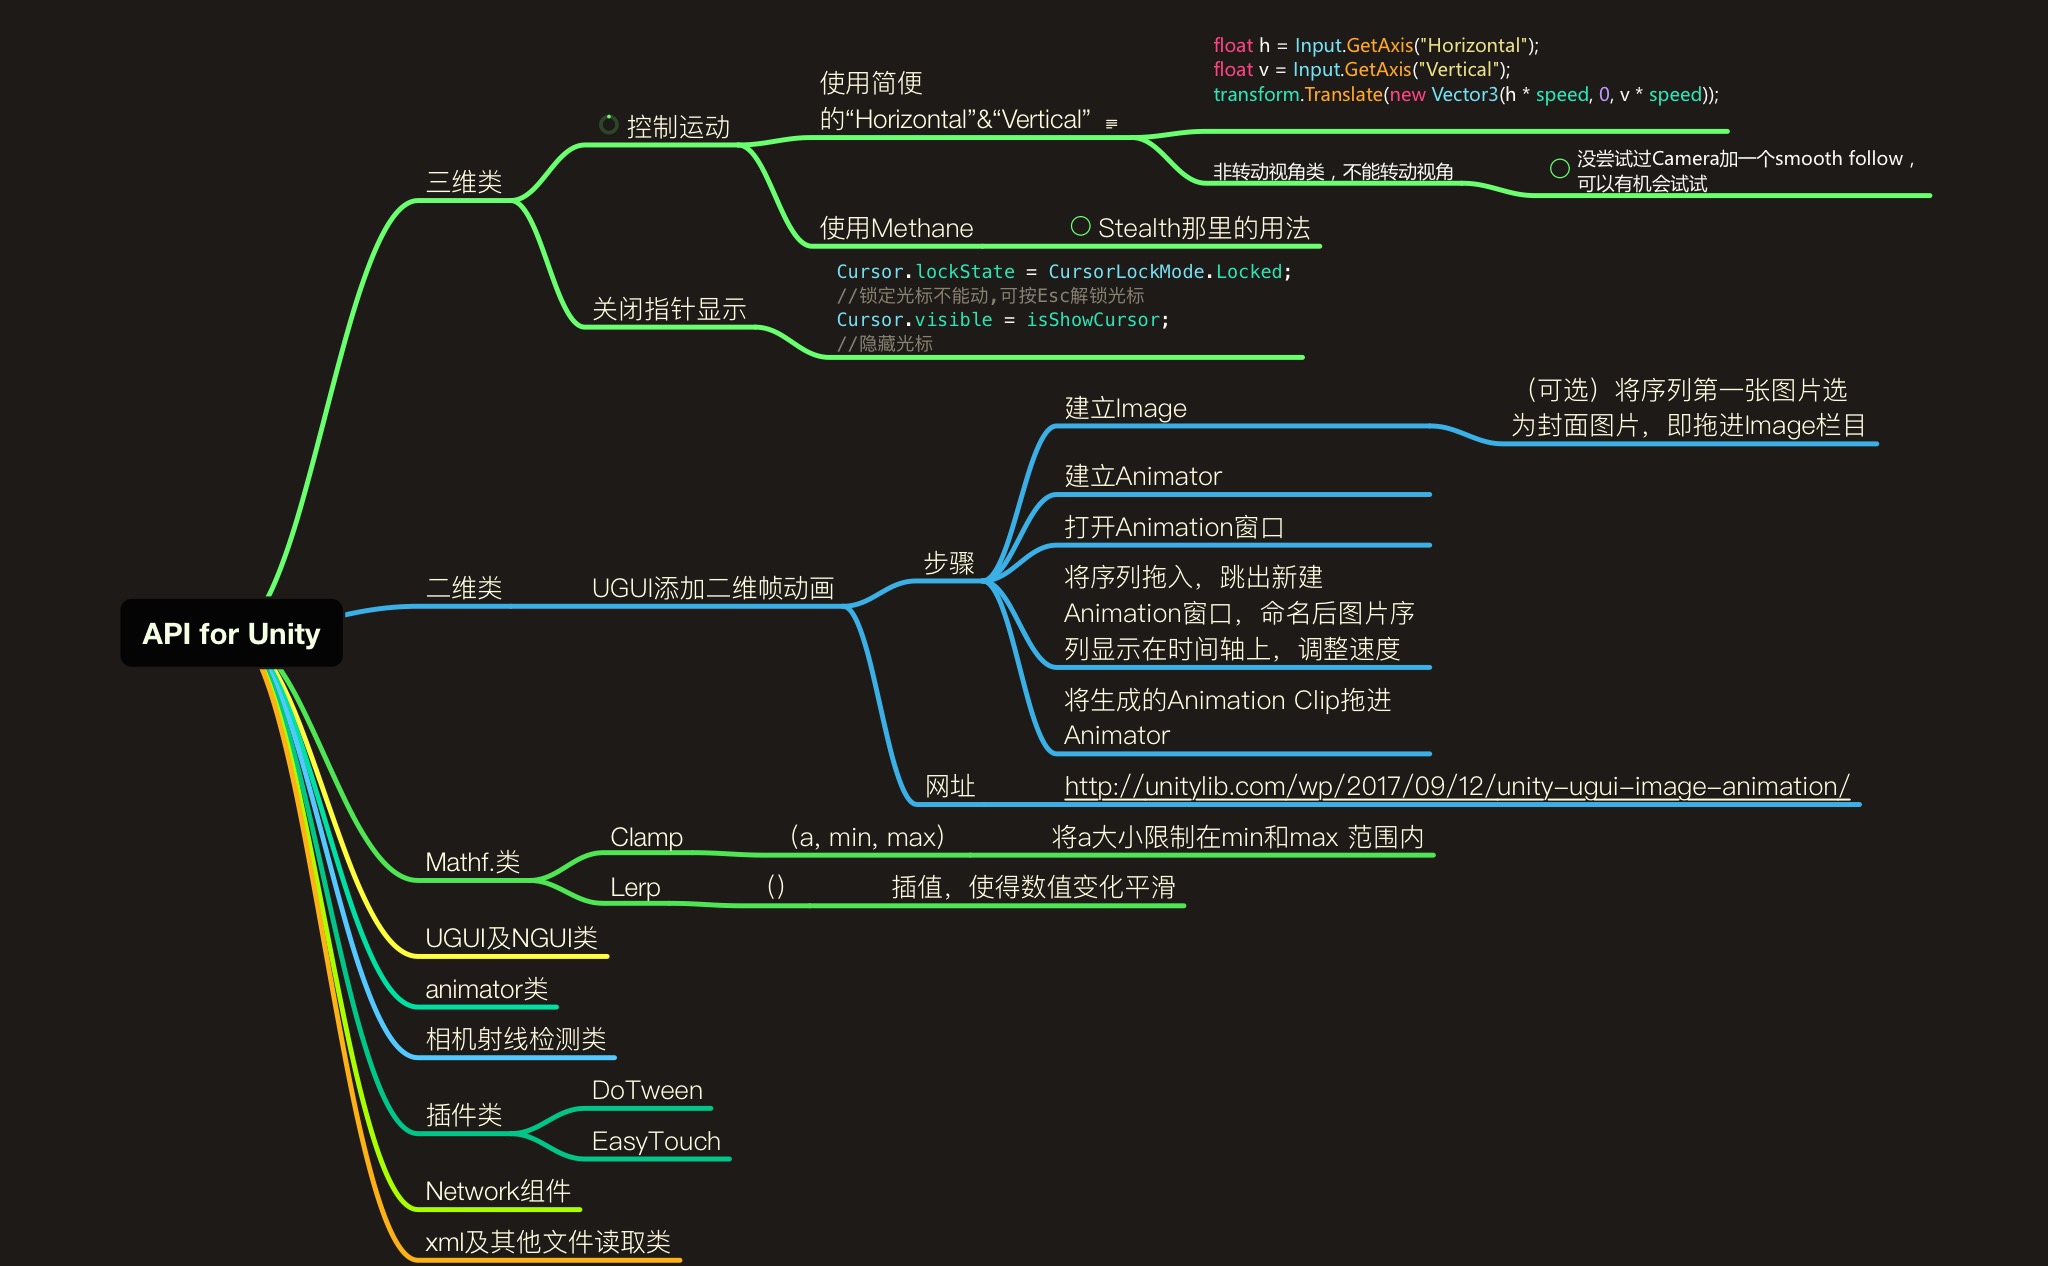 API for Unity
三维类
控制运动
使用简便
的“Horizontal”&“Vertical”
float h = Input.GetAxis("Horizontal");
float v = Input.GetAxis("Vertical");
transform.Translate(new Vector3(h * speed, 0, v * speed));
非转动视角类，不能转动视角
没尝试过Camera加一个smooth follow，
可以有机会试试
使用Methane
Stealth那里的用法
关闭指针显示
Cursor.lockState = CursorLockMode.Locked;
//锁定光标不能动,可按Esc解锁光标
Cursor.visible = isShowCursor;
//隐藏光标
二维类
UGUI添加二维帧动画
步骤
建立Image
（可选）将序列第一张图片选
为封面图片，即拖进Image栏目
建立Animator
打开Animation窗口
将序列拖入，跳出新建
Animation窗口，命名后图片序
列显示在时间轴上，调整速度
将生成的Animation Clip拖进
Animator
网址
http://unitylib.com/wp/2017/09/12/unity-ugui-image-animation/
Mathf.类
Clamp
（a, min, max）
将a大小限制在min和max 范围内
Lerp
（）
插值，使得数值变化平滑
UGUI及NGUI类
animator类
相机射线检测类
插件类
DoTween
EasyTouch
Network组件
xml及其他文件读取类